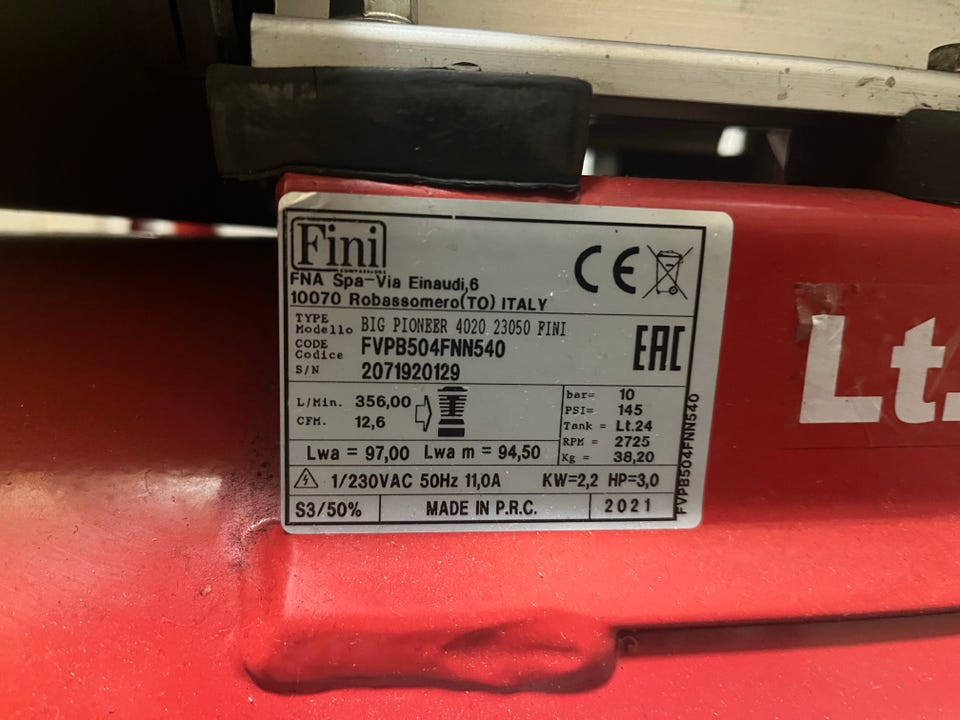 Fini
COMPRESSORS
FNA Spa-Via Einaudi,6
10070 Robassomero(TO) ITALY
CE
TYPE
Modello BIG PIONEER 4020 23050 FINI
CODE
Codice FVPB504FNN540
S/N 2071920129
EAC
L/Min. 356,00
CFM. 12,6
bar= 10
PSI= 145
Tank = Lt.24
RPM = 2725
Kg = 38,20
Lwa = 97,00 Lwa m = 94,50
1/230VAC 50Hz 11,0A KW=2,2 HP=3,0
S3/50% MADE IN P.R.C. 2021
FVPB504FNN540
Lt.